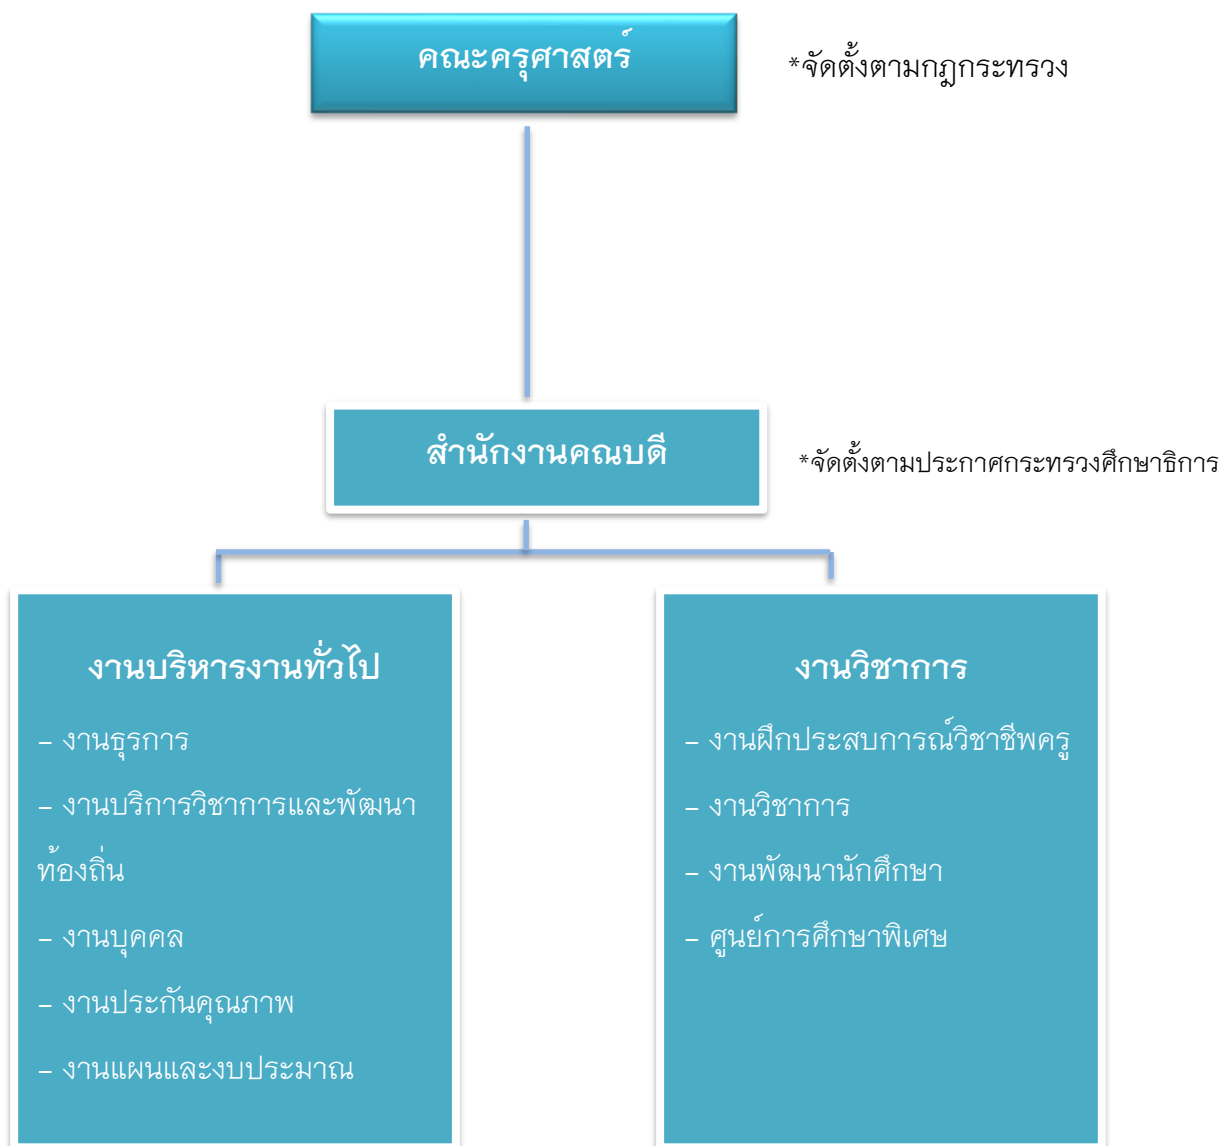 คณะครุศาสตร์
*จัดตั้งตามกฎกระทรวง
สำนักงานคณบดี
*จัดตั้งตามประกาศกระทรวงศึกษาธิการ
งานบริหารงานทั่วไป
– งานธุรการ
– งานบริการวิชาการและพัฒนา
ท้องถิ่น
– งานบุคคล
– งานประกันคุณภาพ
– งานแผนและงบประมาณ
งานวิชาการ
– งานฝึกประสบการณ์วิชาชีพครู
– งานวิชาการ
– งานพัฒนานักศึกษา
– ศูนย์การศึกษาพิเศษ